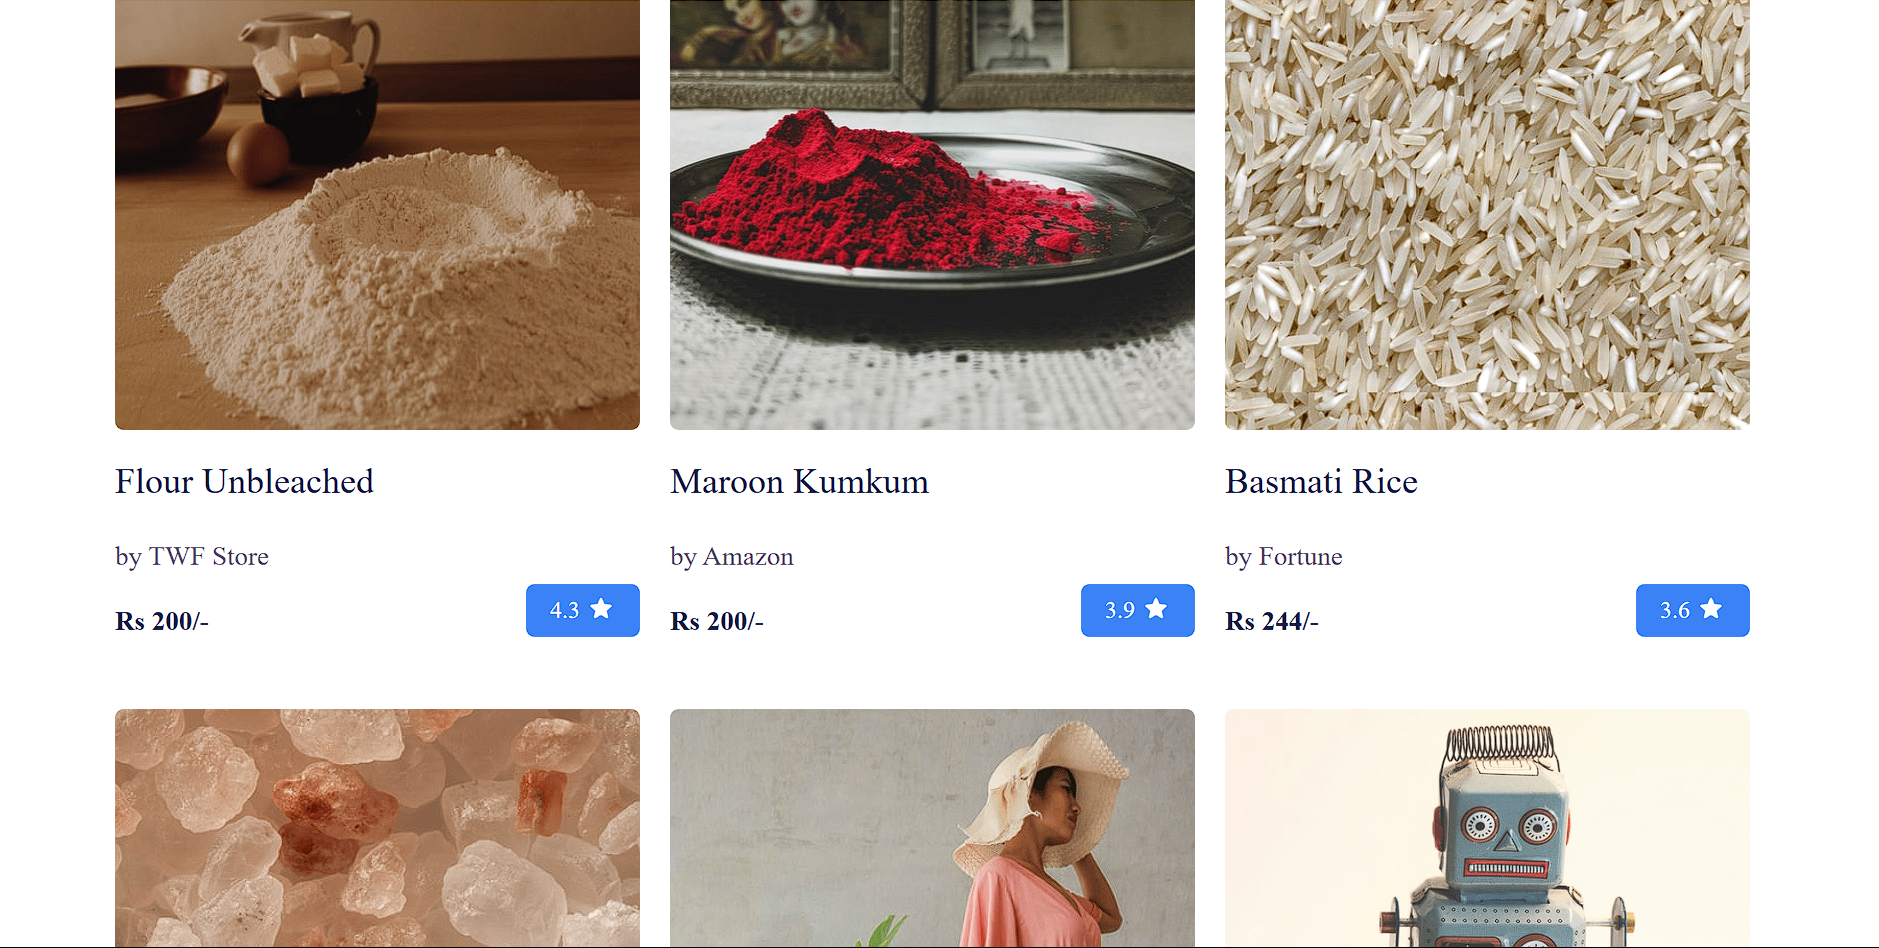 Flour Unbleached
by TWF Store
Rs 200/-
4.3
Maroon Kumkum
by Amazon
Rs 200/-
3.9
Basmati Rice
by Fortune
Rs 244/-
3.6